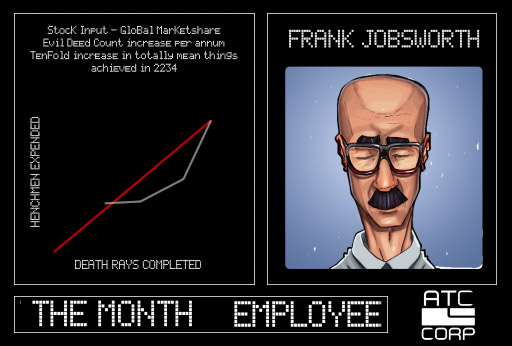 StocK Input - GloBal MarKetshare
Evil Deed Count increase per annum
TenFold increase in totally mean things
achieved in 2234
HENCHMEN EXPENDED
DEATH RAYS COMPLETED
FRANK JOBSWORTH
THE MONTH EMPLOYEE
ATC
CORP